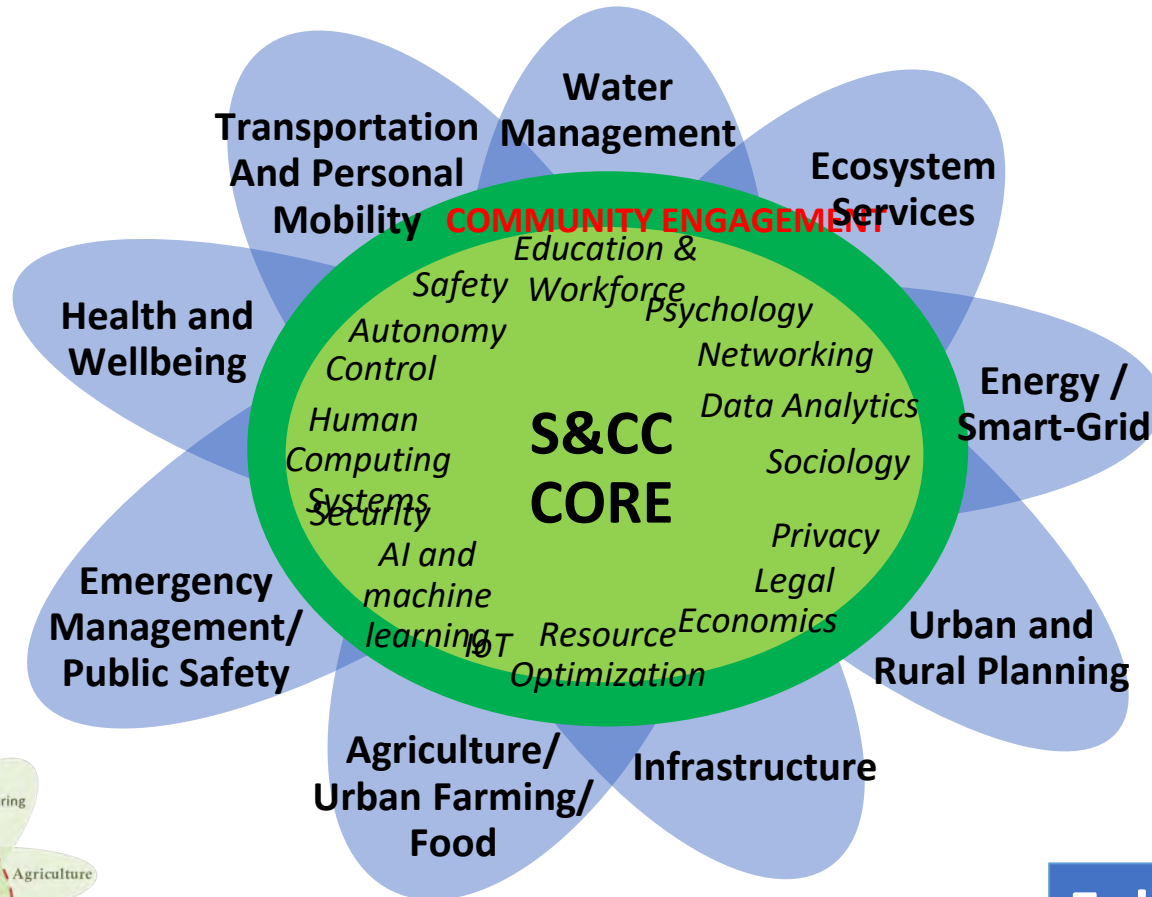 Water
Management
Transportation
And Personal
Mobility
Ecosystem
Services
COMMUNITY ENGAGEMENT
Education &
Workforce
Safety
Psychology
Autonomy
Networking
Control
Health and
Wellbeing
Data Analytics
Energy /
Smart-Grid
Human
Computing
Systems
Security
S&CC
CORE
Sociology
Privacy
AI and
machine
learning
Legal
Economics
IoT
Resource
Optimization
Emergency
Management/
Public Safety
Urban and
Rural Planning
Agriculture/
Urban Farming/
Food
Infrastructure
Agriculture